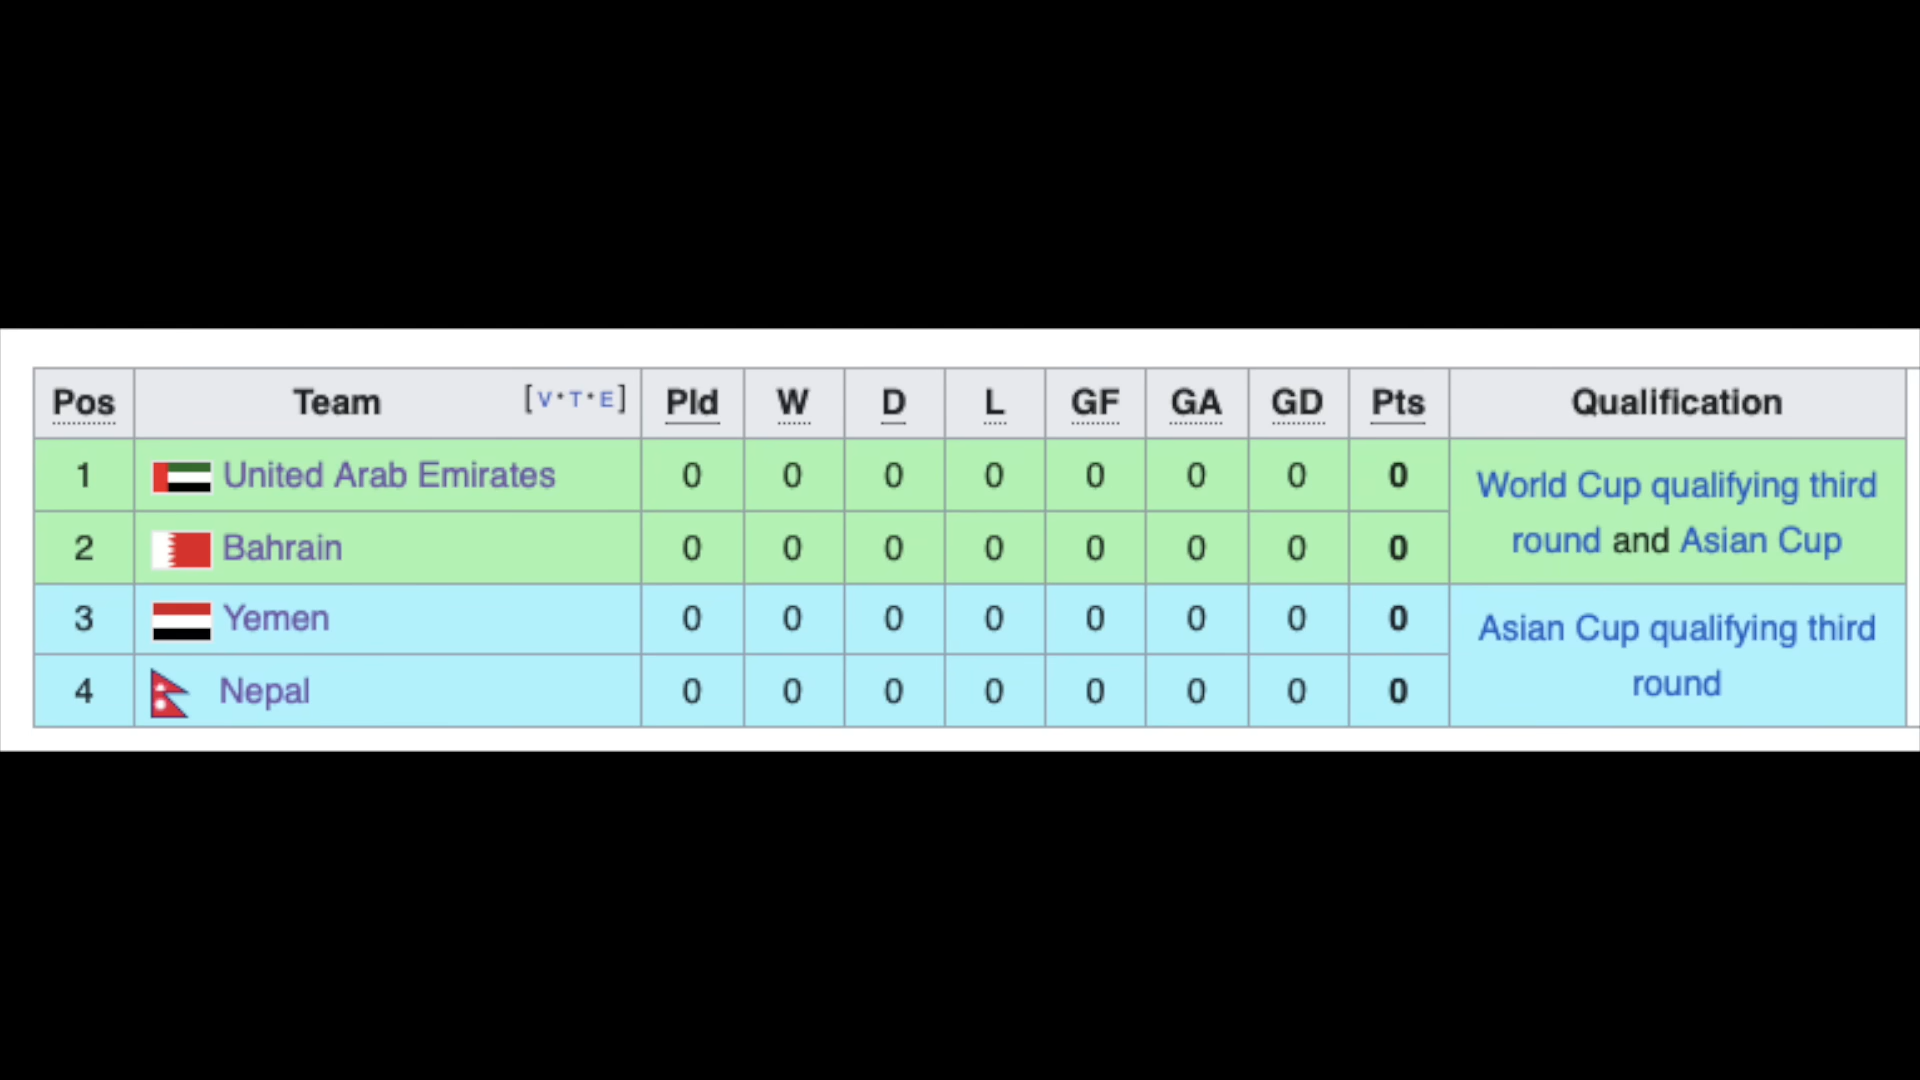 Pos Team [V·T·E] Pld W D L GF GA GD Pts Qualification
1 United Arab Emirates 0 0 0 0 0 0 0 0 World Cup qualifying third
round and Asian Cup
2 Bahrain 0 0 0 0 0 0 0 0
3 Yemen 0 0 0 0 0 0 0 0 Asian Cup qualifying third
round
4 Nepal 0 0 0 0 0 0 0 0